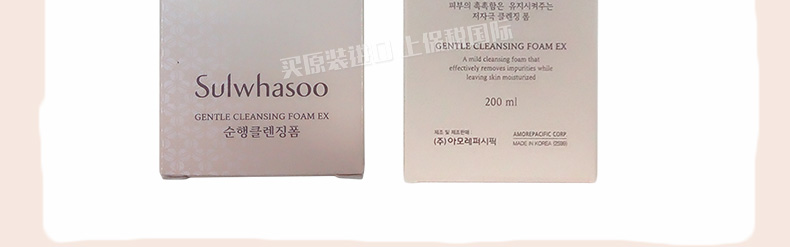 Sulwhasoo
GENTLE CLEANSING FOAM EX
순행클렌징폼
피부의 촉촉함은 유지시켜주는
저자극 클렌징 폼
买原装进口 上保税国际
GENTLE CLEANSING FOAM EX
A mild cleansing foam that
effectively removes impurities while
leaving skin moisturized
200 ml
제조 및 제조판매 :
(주)아모레퍼시픽
AMOREPACIFIC CORP
MADE IN KOREA